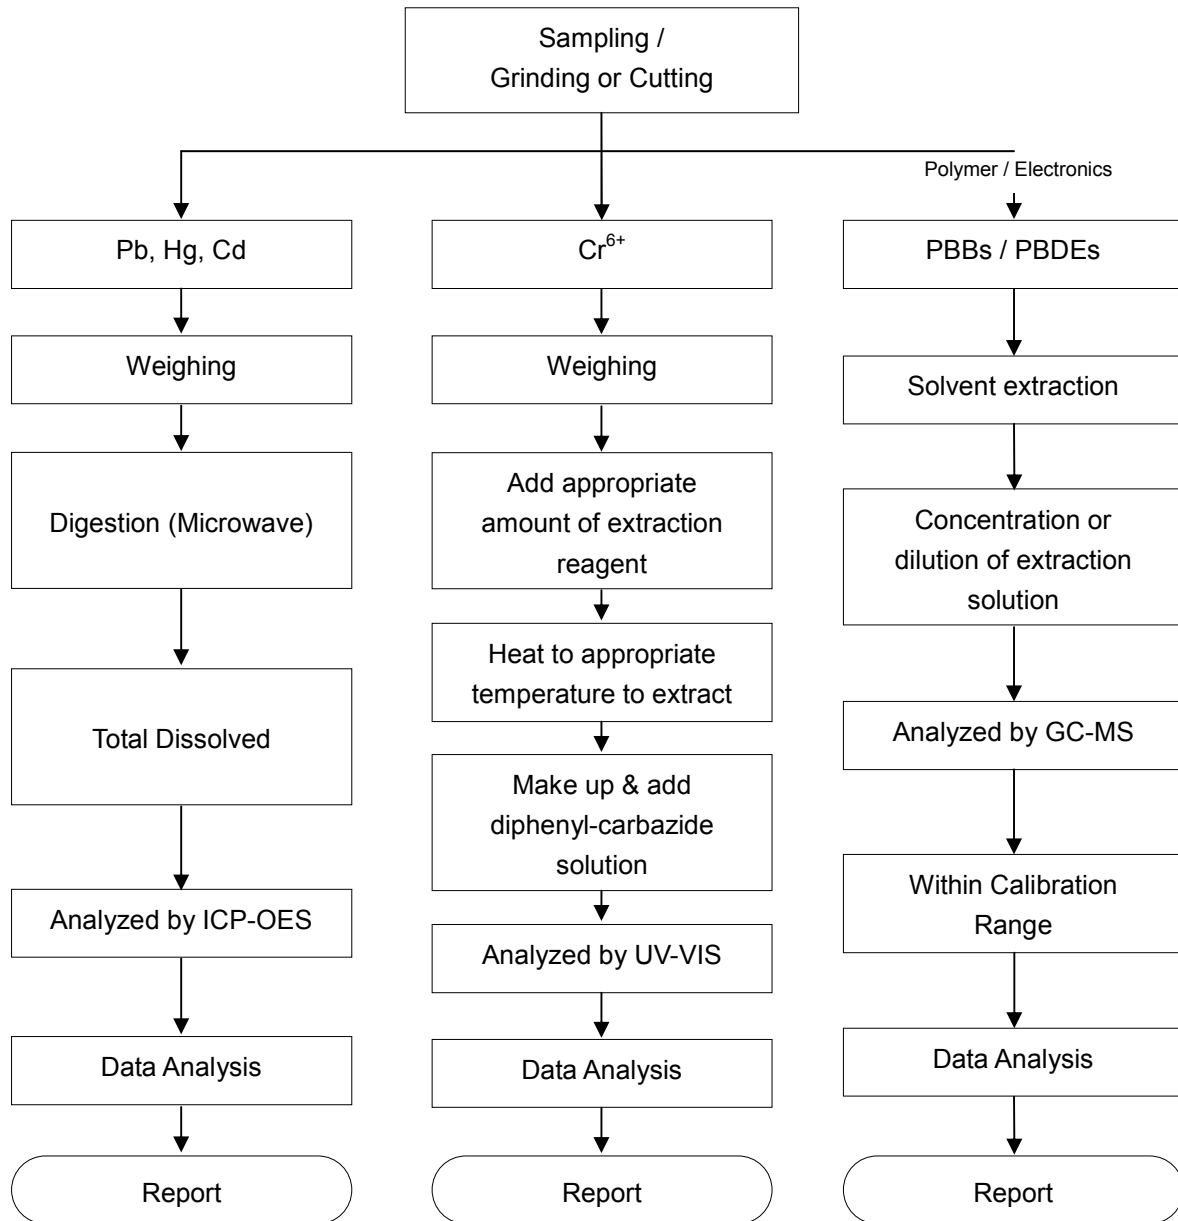 Sampling /
Grinding or Cutting
Polymer / Electronics
Pb, Hg, Cd
Weighing
Digestion (Microwave)
Total Dissolved
Analyzed by ICP-OES
Data Analysis
Report
Cr⁶⁺
Weighing
Add appropriate
amount of extraction
reagent
Heat to appropriate
temperature to extract
Make up & add
diphenyl-carbazide
solution
Analyzed by UV-VIS
Data Analysis
Report
PBBs / PBDEs
Solvent extraction
Concentration or
dilution of extraction
solution
Analyzed by GC-MS
Within Calibration
Range
Data Analysis
Report